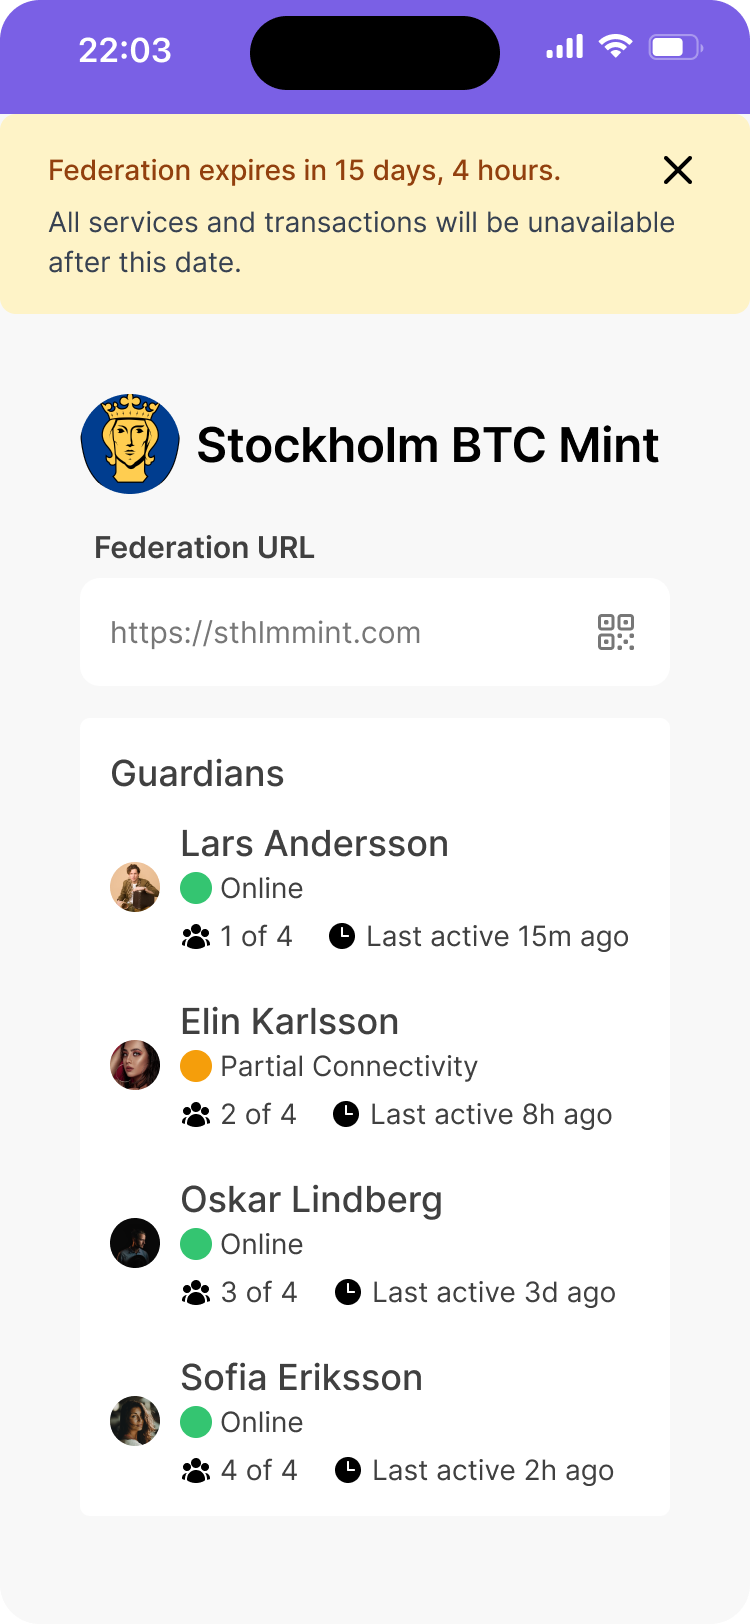 22:03
Federation expires in 15 days, 4 hours.
All services and transactions will be unavailable
after this date.
Stockholm BTC Mint
Federation URL
https://sthlmmint.com
Guardians
Lars Andersson
Online
1 of 4 Last active 15m ago
Elin Karlsson
Partial Connectivity
2 of 4 Last active 8h ago
Oskar Lindberg
Online
3 of 4 Last active 3d ago
Sofia Eriksson
Online
4 of 4 Last active 2h ago